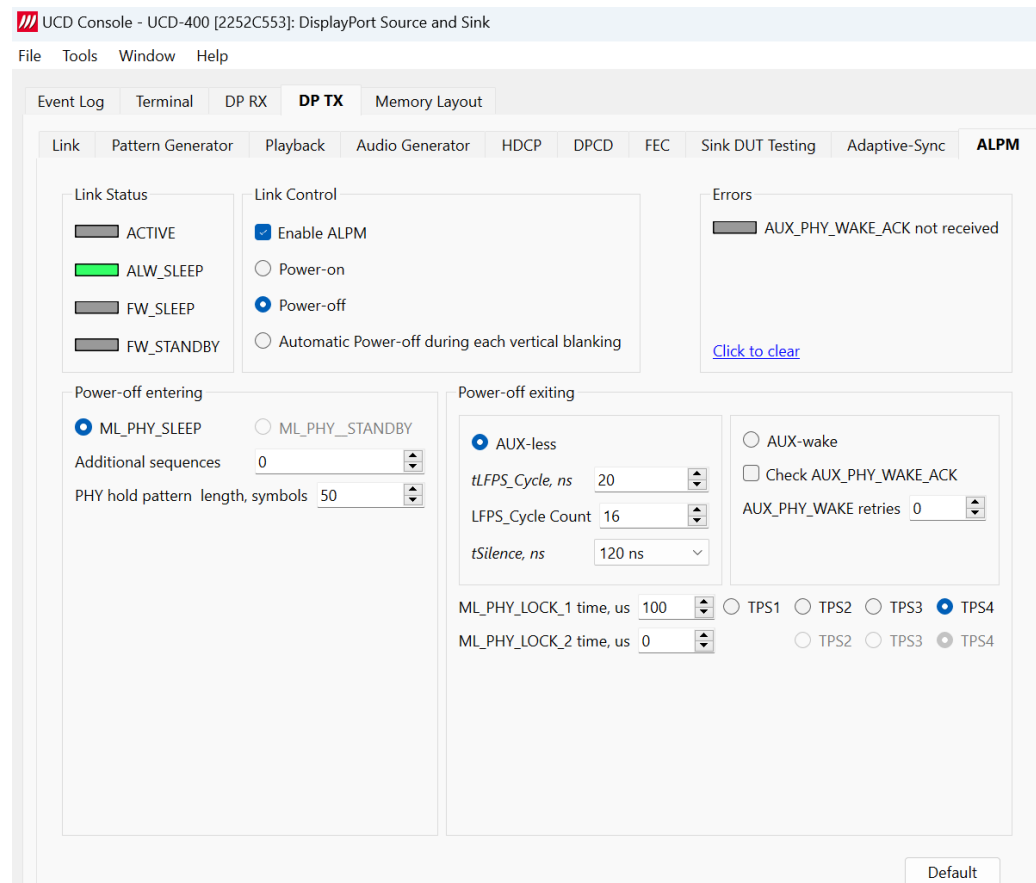 UCD Console - UCD-400 [2252C553]: DisplayPort Source and Sink
File Tools Window Help
Event Log Terminal DP RX DP TX Memory Layout
Link Pattern Generator Playback Audio Generator HDCP DPCD FEC Sink DUT Testing Adaptive-Sync ALPM
Link Status
ACTIVE
ALW_SLEEP
FW_SLEEP
FW_STANDBY
Link Control
Enable ALPM
Power-on
Power-off
Automatic Power-off during each vertical blanking
Errors
AUX_PHY_WAKE_ACK not received
Click to clear
Power-off entering
ML_PHY_SLEEP ML_PHY__STANDBY
Additional sequences 0
PHY hold pattern length, symbols 50
Power-off exiting
AUX-less
tLFPS_Cycle, ns 20
LFPS_Cycle Count 16
tSilence, ns 120 ns
AUX-wake
Check AUX_PHY_WAKE_ACK
AUX_PHY_WAKE retries 0
ML_PHY_LOCK_1 time, us 100 TPS1 TPS2 TPS3 TPS4
ML_PHY_LOCK_2 time, us 0 TPS2 TPS3 TPS4
Default